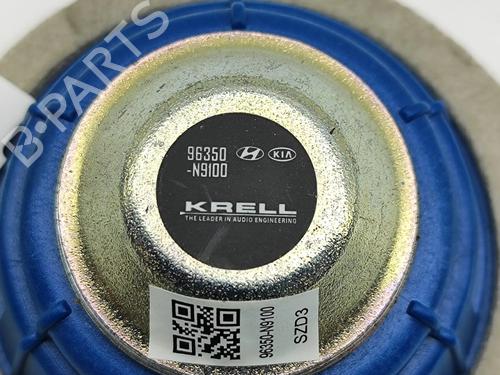 B-PARTS
96350
-N9100
KIA
KRELL
THE LEADER IN AUDIO ENGINEERING
96350-N9100
SZD3